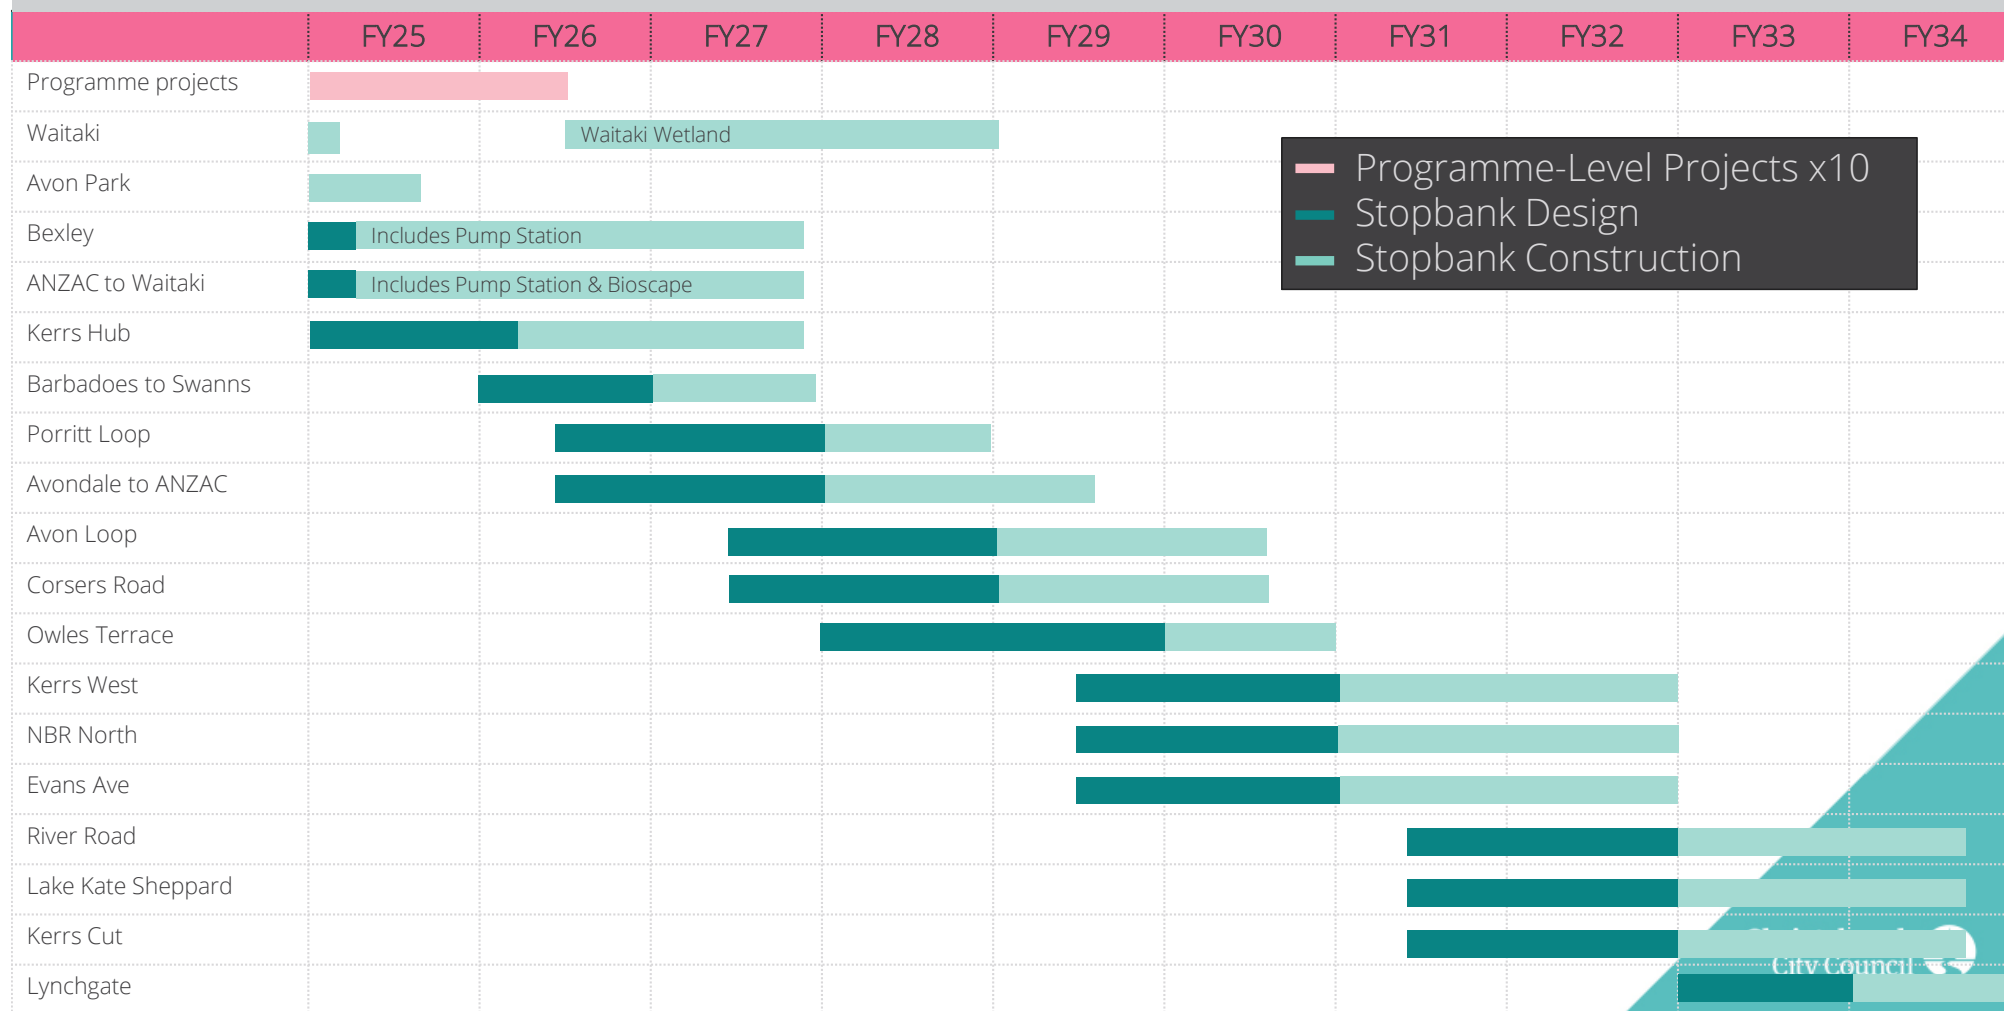 FY25 FY26 FY27 FY28 FY29 FY30 FY31 FY32 FY33 FY34
Programme projects
Waitaki Waitaki Wetland
Avon Park
Bexley Includes Pump Station
ANZAC to Waitaki Includes Pump Station & Bioscape
Kerrs Hub
Barbadoes to Swanns
Porritt Loop
Avondale to ANZAC
Avon Loop
Corsers Road
Owles Terrace
Kerrs West
NBR North
Evans Ave
River Road
Lake Kate Sheppard
Kerrs Cut
Lynchgate
Programme-Level Projects x10
Stopbank Design
Stopbank Construction
City Council